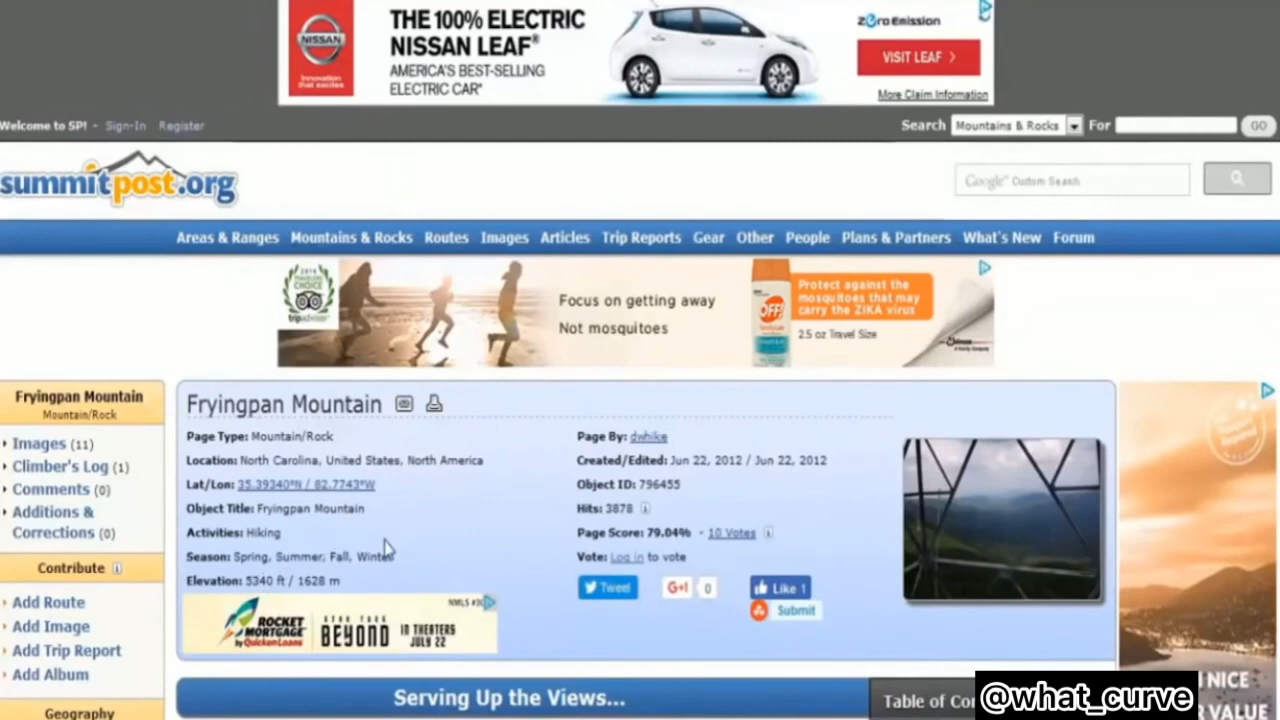 THE 100% ELECTRIC
NISSAN LEAF®
AMERICA'S BEST-SELLING
ELECTRIC CAR*
NISSAN
Innovation
that excites
zero Emission
VISIT LEAF >
More Claim Information
Welcome to SP! - Sign-In Register
Search Mountains & Rocks For GO
summitpost.org
Google™ Custom Search
Areas & Ranges Mountains & Rocks Routes Images Articles Trip Reports Gear Other People Plans & Partners What's New Forum
CHOICE
tripadvisor
Focus on getting away
Not mosquitoes
OFF!
Protect against the
mosquitoes that may
carry the ZIKA virus
2.5 oz Travel Size
Fryingpan Mountain
Mountain/Rock
Images (11)
Climber's Log (1)
Comments (0)
Additions &
Corrections (0)
Contribute
Add Route
Add Image
Add Trip Report
Add Album
Geography
Fryingpan Mountain
Page Type: Mountain/Rock
Location: North Carolina, United States, North America
Lat/Lon: 35.39340°N / 82.7743°W
Object Title: Fryingpan Mountain
Activities: Hiking
Season: Spring, Summer, Fall, Winter
Elevation: 5340 ft / 1628 m
Page By: dwhike
Created/Edited: Jun 22, 2012 / Jun 22, 2012
Object ID: 796455
Hits: 3878
Page Score: 79.04% - 10 Votes
Vote: Log in to vote
Tweet G+1 0 Like 1
Submit
ROCKET
MORTGAGE
by Quicken Loans
STAR TREK
BEYOND
IN THEATERS
JULY 22
Serving Up the Views...
Table of Co
@what_curve
NICE
VALUE